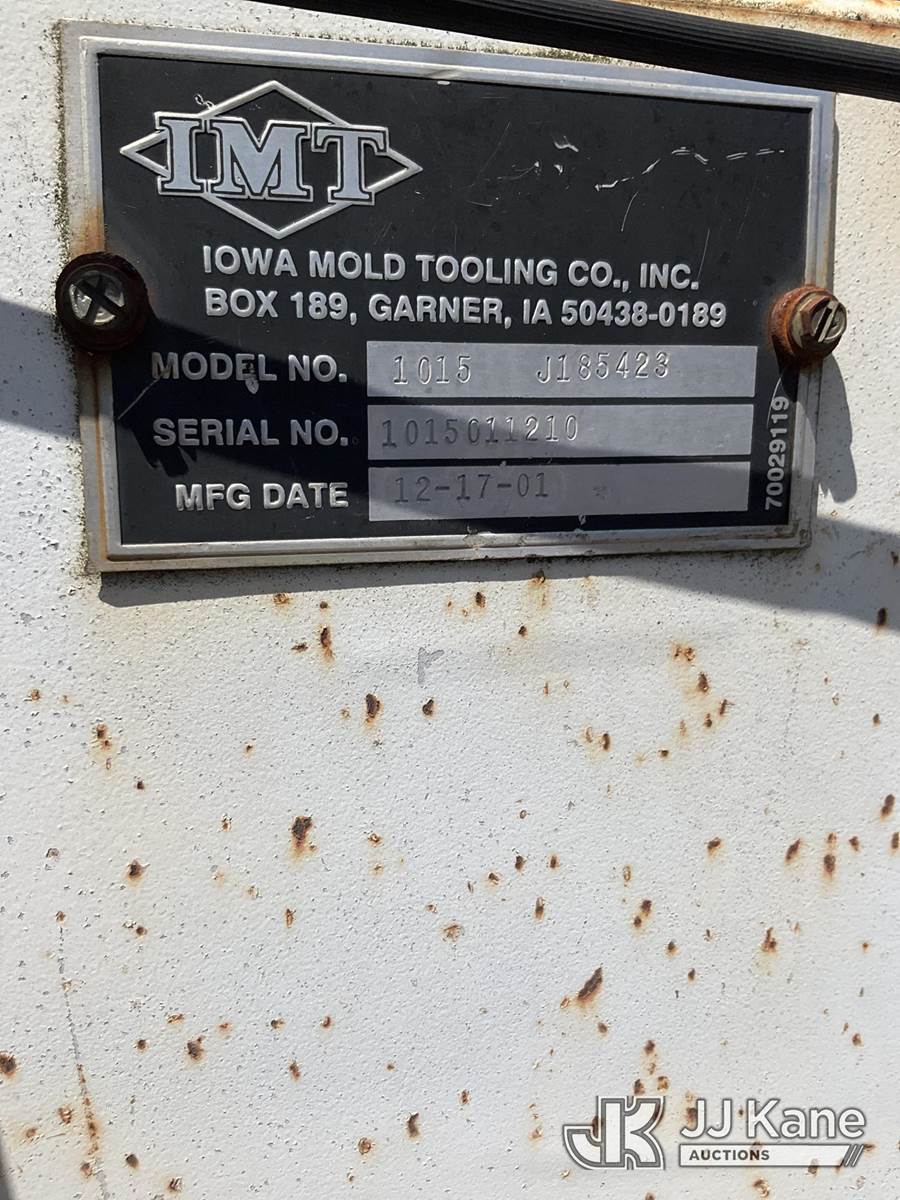 IMT
IOWA MOLD TOOLING CO., INC.
BOX 189, GARNER, IA 50438-0189
MODEL NO. 1015 J185423
SERIAL NO. 1015011210
MFG DATE 12-17-01
70029119
JK JJ Kane
AUCTIONS